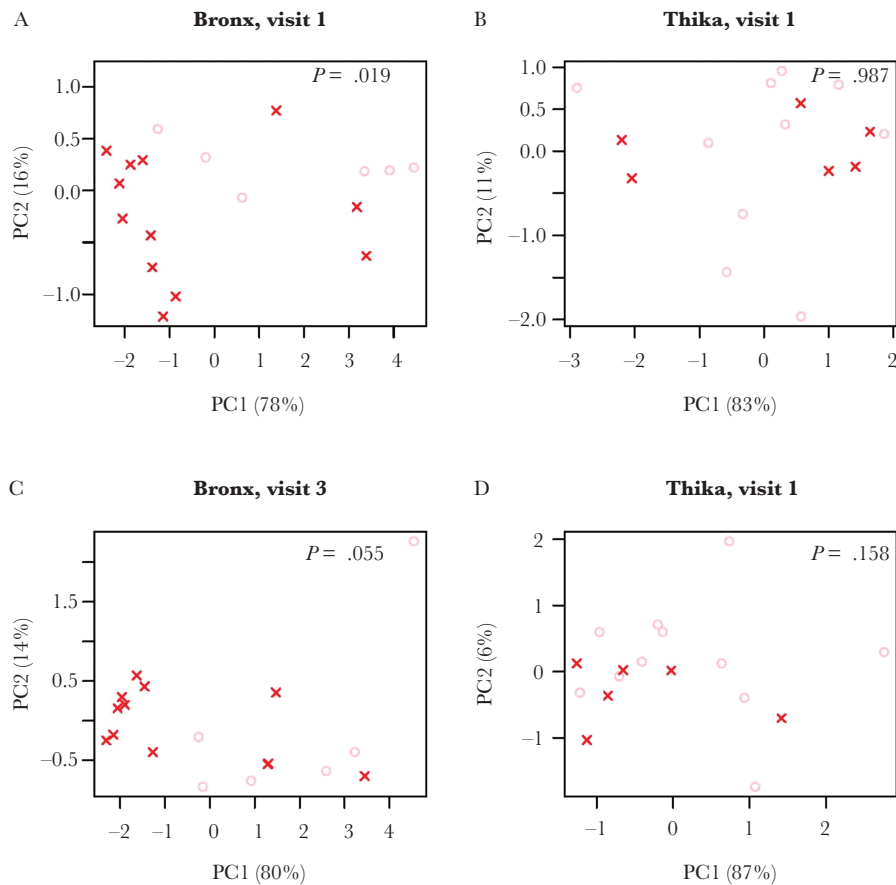 A
Bronx, visit 1
P = .019
1.0
0.5
0.0
–1.0
PC2 (16%)
–2 –1 0 1 2 3 4
PC1 (78%)
B
Thika, visit 1
P = .987
1.0
0.5
0.0
–1.0
–2.0
PC2 (11%)
–3 –2 –1 0 1 2
PC1 (83%)
C
Bronx, visit 3
P = .055
1.5
0.5
–0.5
PC2 (14%)
–2 –1 0 1 2 3 4
PC1 (80%)
D
Thika, visit 1
P = .158
2
1
0
–1
PC2 (6%)
–1 0 1 2
PC1 (87%)